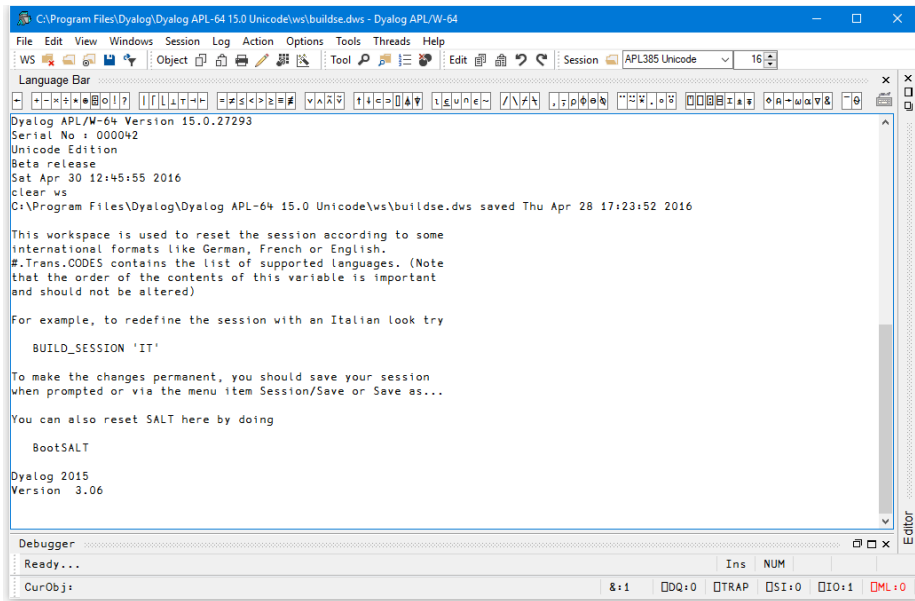 C:\Program Files\Dyalog\Dyalog APL-64 15.0 Unicode\ws\buildse.dws - Dyalog APL/W-64
File Edit View Windows Session Log Action Options Tools Threads Help
WS Object Tool Edit Session APL385 Unicode 16
Language Bar
Dyalog APL/W-64 Version 15.0.27293
Serial No : 000042
Unicode Edition
Beta release
Sat Apr 30 12:45:55 2016
clear ws
C:\Program Files\Dyalog\Dyalog APL-64 15.0 Unicode\ws\buildse.dws saved Thu Apr 28 17:23:52 2016
This workspace is used to reset the session according to some
international formats like German, French or English.
#.Trans.CODES contains the list of supported languages. (Note
that the order of the contents of this variable is important
and should not be altered)
For example, to redefine the session with an Italian look try
BUILD_SESSION 'IT'
To make the changes permanent, you should save your session
when prompted or via the menu item Session/Save or Save as...
You can also reset SALT here by doing
BootSALT
Dyalog 2015
Version 3.06
Editor
Debugger
Ready... Ins NUM
CurObj: &:1 ⎕DQ:0 ⎕TRAP ⎕SI:0 ⎕IO:1 ⎕ML:0